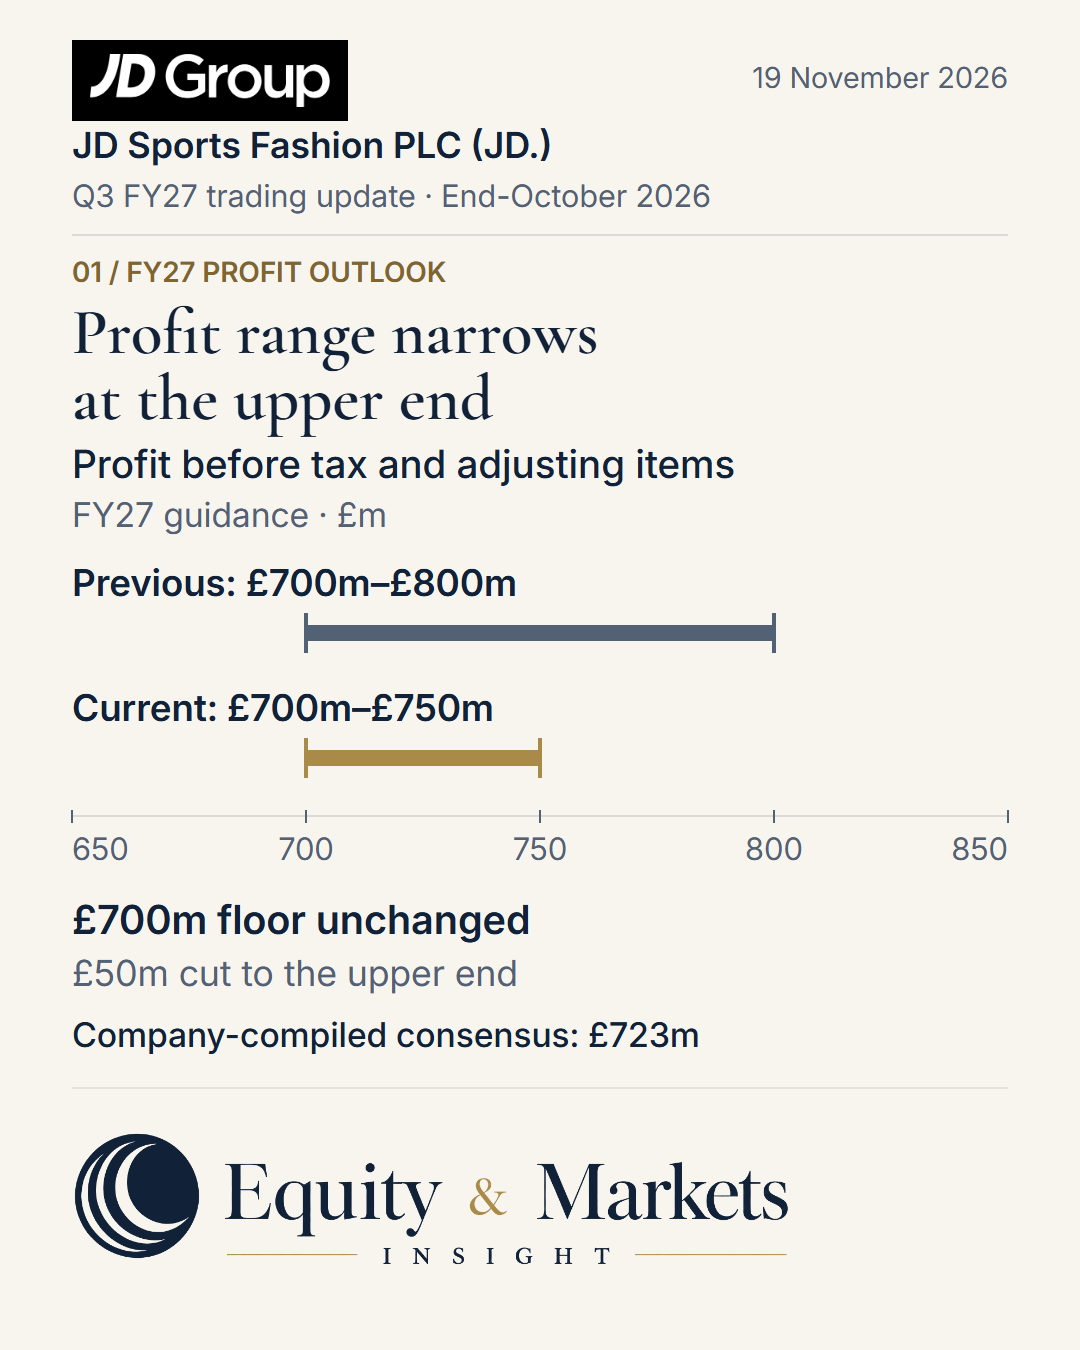 JD Group
19 November 2026
JD Sports Fashion PLC (JD.)
Q3 FY27 trading update · End-October 2026
01 / FY27 PROFIT OUTLOOK
Profit range narrows
at the upper end
Profit before tax and adjusting items
FY27 guidance · £m
Previous: £700m–£800m
Current: £700m–£750m
650 700 750 800 850
£700m floor unchanged
£50m cut to the upper end
Company-compiled consensus: £723m
Equity & Markets
INSIGHT